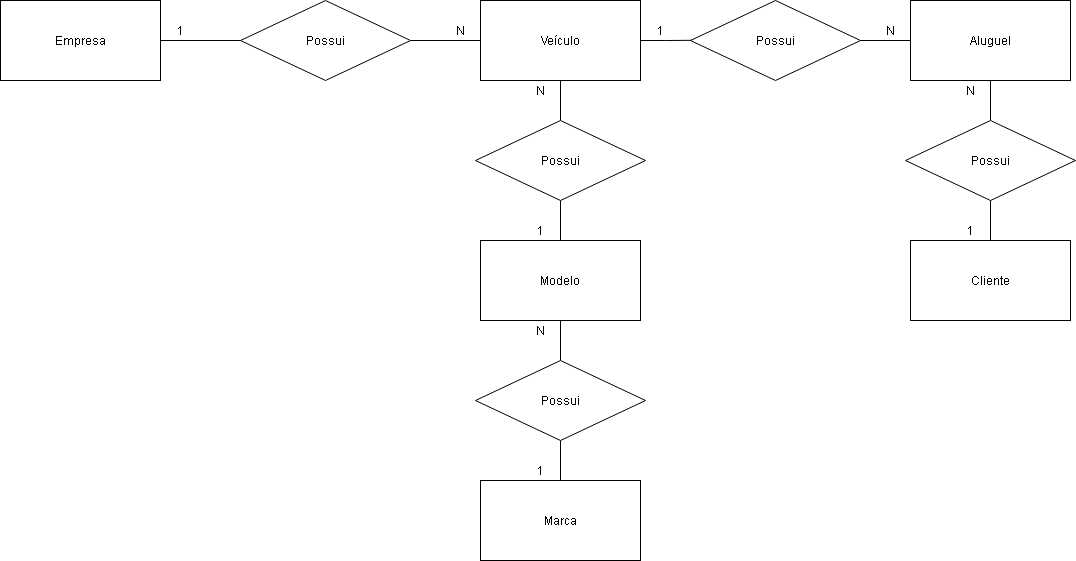 Empresa
1
Possui
N
Veículo
1
Possui
N
Aluguel
N
Possui
1
Modelo
N
Possui
1
Marca
N
Possui
1
Cliente